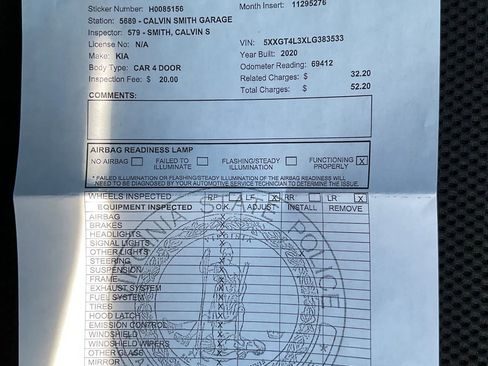 Sticker Number: H0085156
Month Insert: 11295276
Station: 5689 - CALVIN SMITH GARAGE
Inspector: 579 - SMITH, CALVIN S
License No: N/A
VIN: 5XXGT4L3XLG383533
Make: KIA
Year Built: 2020
Body Type: CAR 4 DOOR
Odometer Reading: 69412
Inspection Fee: $ 20.00
Related Charges: $ 32.20
Total Charges: $ 52.20
COMMENTS:
AIRBAG READINESS LAMP
NO AIRBAG
FAILED TO ILLUMINATE
FLASHING/STEADY ILLUMINATION
FUNCTIONING PROPERLY X
* FAILED ILLUMINATION OR FLASHING/STEADY ILLUMINATION OF THE AIRBAG READINESS WILL
NEED TO BE DIAGNOSED BY YOUR AUTOMOTIVE SERVICE TECHNICIAN TO DETERMINE THE ISSUE.
WHEELS INSPECTED RF LF X RR LR X
EQUIPMENT INSPECTED O.K. ADJUST INSTALL REMOVE
AIRBAG X
BRAKES X
HEADLIGHTS X
SIGNAL LIGHTS X
OTHER LIGHTS X
STEERING X
SUSPENSION X
FRAME X
EXHAUST SYSTEM X
FUEL SYSTEM X
TIRES X
HOOD LATCH X
EMISSION CONTROL X
WINDSHIELD X
WINDSHIELD WIPERS X
OTHER GLASS X
MIRROR X
STATE POLICE